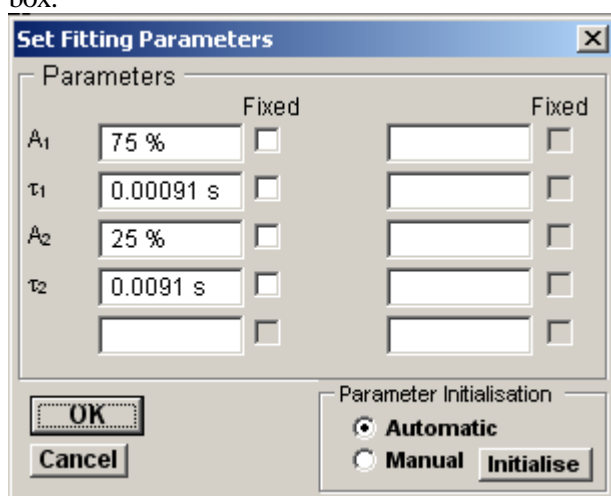 box.
Set Fitting Parameters
Parameters
Fixed Fixed
A1 75 %
τ1 0.00091 s
A2 25 %
τ2 0.0091 s
Parameter Initialisation
OK Automatic
Cancel Manual Initialise